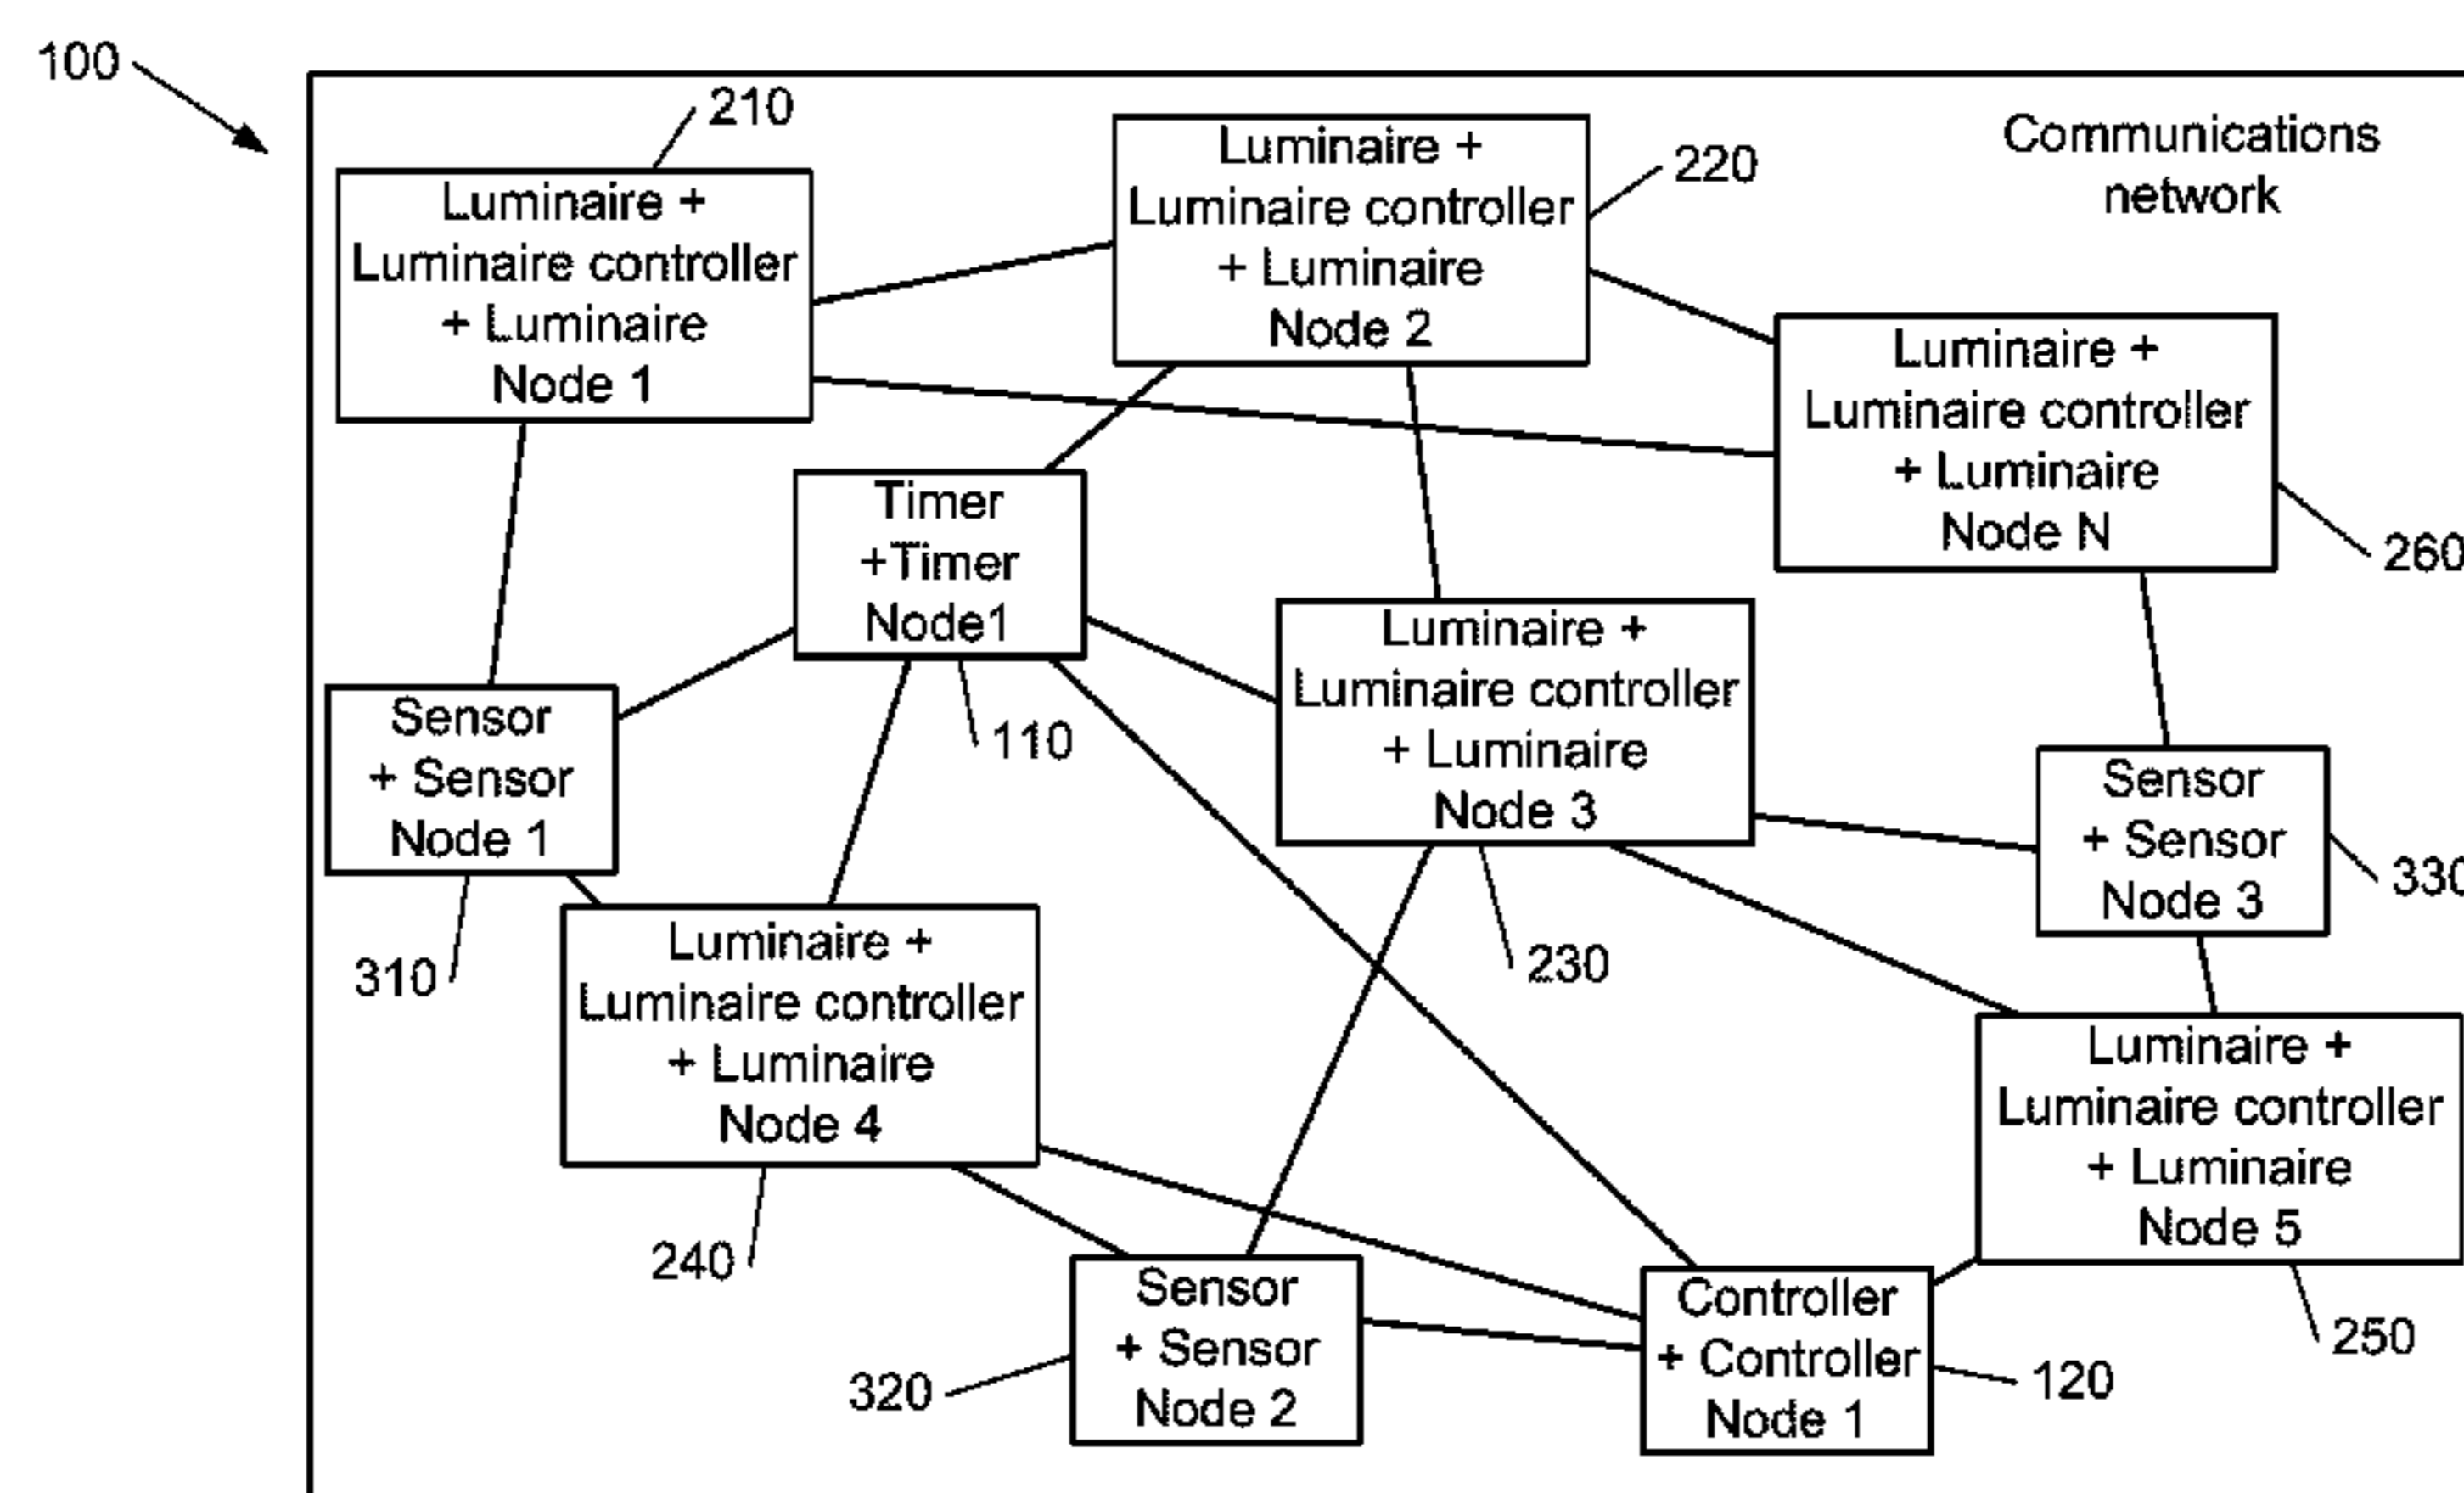 100
210
Luminaire +
Luminaire controller
+ Luminaire
Node 1
Luminaire +
Luminaire controller
+ Luminaire
Node 2
220
Communications
network
Luminaire +
Luminaire controller
+ Luminaire
Node N
260
Timer
+Timer
Node1
110
Luminaire +
Luminaire controller
+ Luminaire
Node 3
230
Sensor
+ Sensor
Node 1
310
Sensor
+ Sensor
Node 3
330
Luminaire +
Luminaire controller
+ Luminaire
Node 4
240
Luminaire +
Luminaire controller
+ Luminaire
Node 5
250
Sensor
+ Sensor
Node 2
320
Controller
+ Controller
Node 1
120